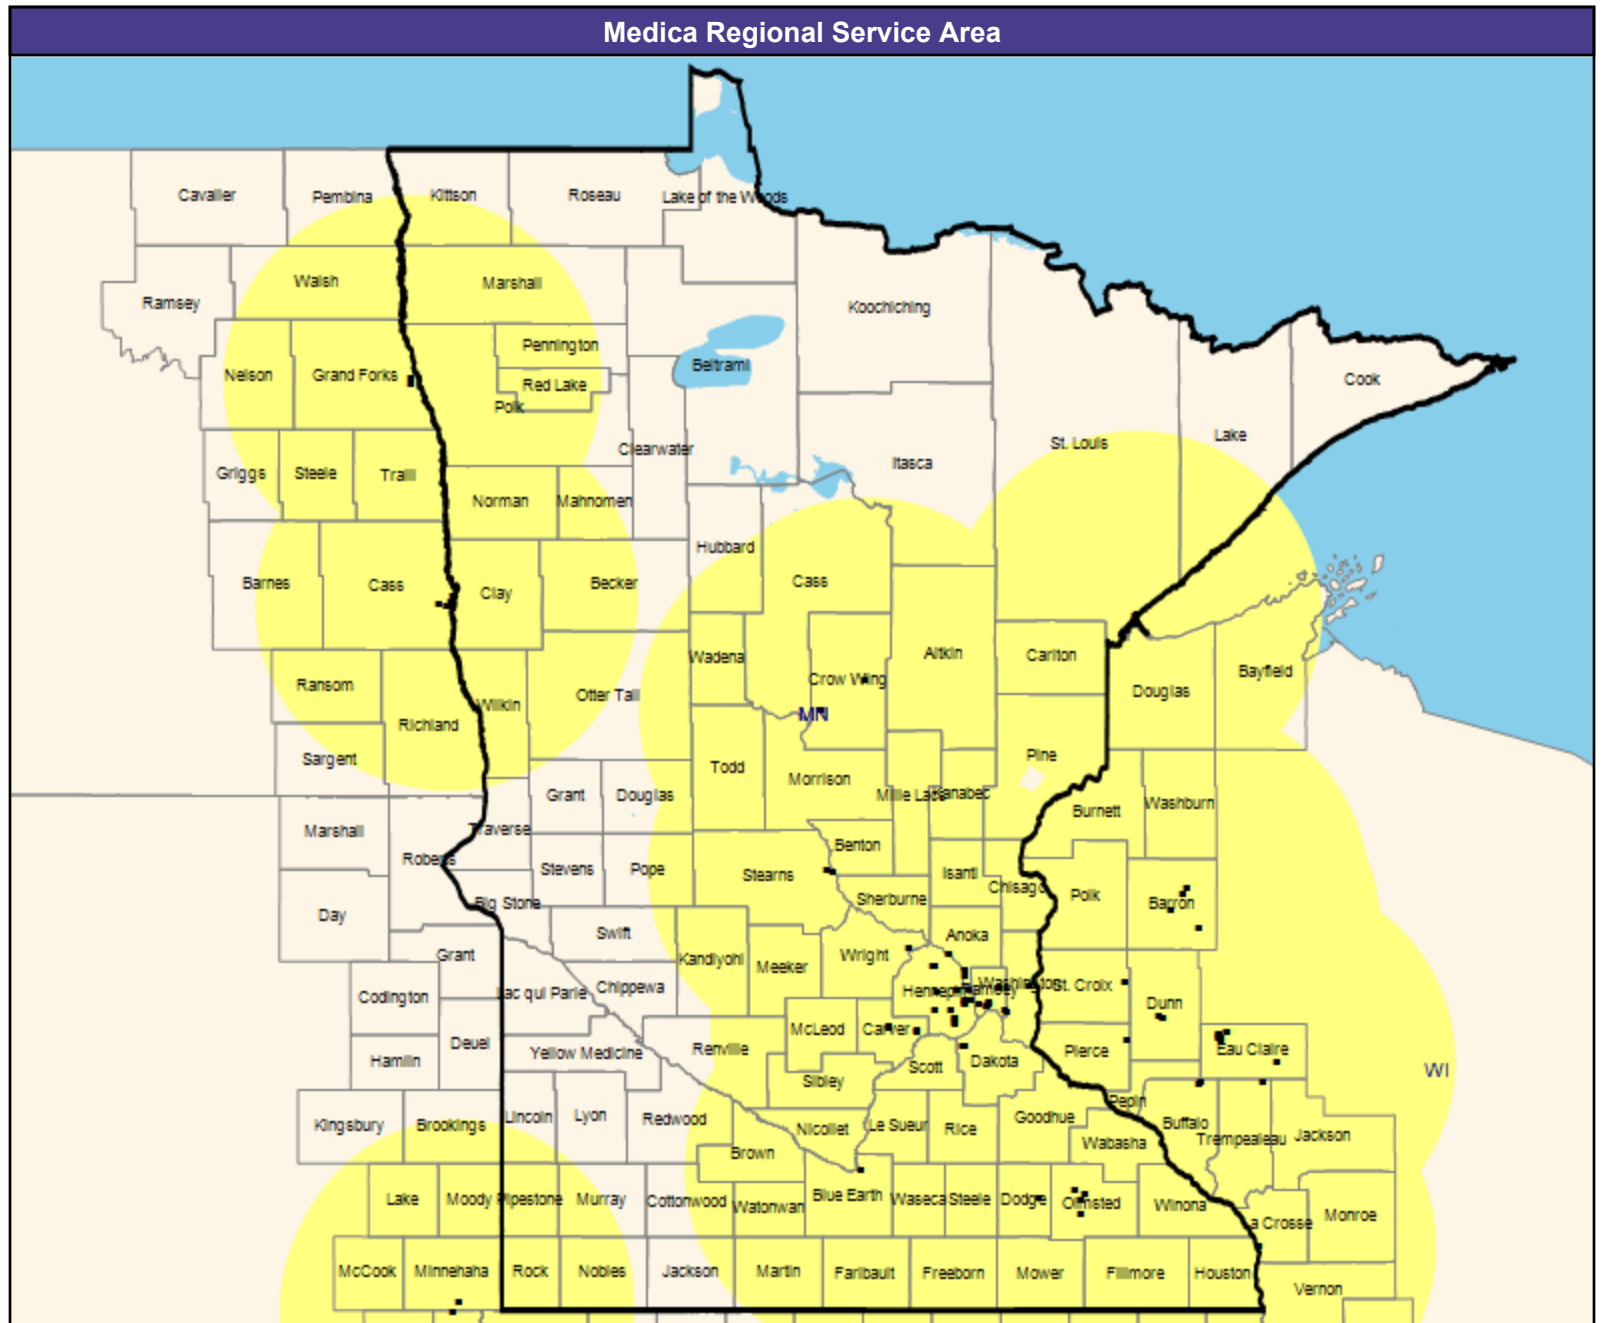 Medica Regional Service Area
Cavalier
Pembina
Kittson
Roseau
Lake of the Woods
Walsh
Marshall
Ramsey
Koochiching
Pennington
Beltrami
Nelson
Grand Forks
Red Lake
Cook
Polk
Clearwater
St. Louis
Lake
Itasca
Griggs
Steele
Traill
Norman
Mahnomen
Hubbard
Cass
Barnes
Cass
Clay
Becker
Wadena
Aitkin
Carlton
Crow Wing
Ransom
Wilkin
Otter Tail
Douglas
Bayfield
MN
Richland
Sargent
Todd
Morrison
Pine
Grant
Douglas
Mille Lacs
Kanabec
Burnett
Washburn
Marshall
Traverse
Roberts
Stevens
Pope
Stearns
Benton
Isanti
Chisago
Polk
Barron
Big Stone
Sherburne
Day
Swift
Anoka
Grant
Kandiyohi
Meeker
Wright
Codington
Lac qui Parle
Chippewa
Hennepin
Ramsey
Washington
St. Croix
Dunn
McLeod
Carver
Deuel
Hamlin
Yellow Medicine
Renville
Scott
Dakota
Pierce
Eau Claire
WI
Sibley
Kingsbury
Brookings
Lincoln
Lyon
Redwood
Nicollet
Le Sueur
Rice
Goodhue
Pepin
Buffalo
Trempealeau
Jackson
Brown
Wabasha
Lake
Moody
Pipestone
Murray
Cottonwood
Watonwan
Blue Earth
Waseca
Steele
Dodge
Olmsted
Winona
La Crosse
Monroe
McCook
Minnehaha
Rock
Nobles
Jackson
Martin
Faribault
Freeborn
Mower
Fillmore
Houston
Vernon